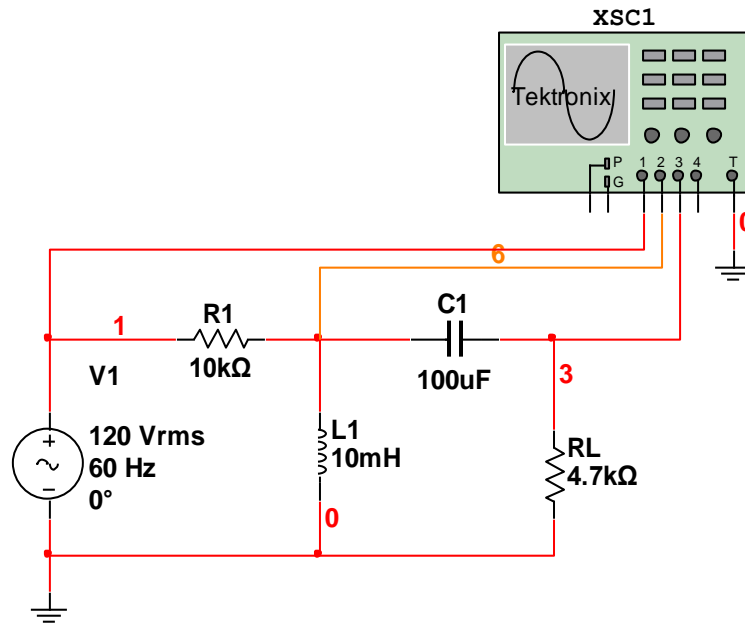 XSC1
Tektronix
P
G
1 2 3 4 T
0
6
1
R1
10kΩ
C1
100uF
3
V1
120 Vrms
60 Hz
0°
L1
10mH
RL
4.7kΩ
0